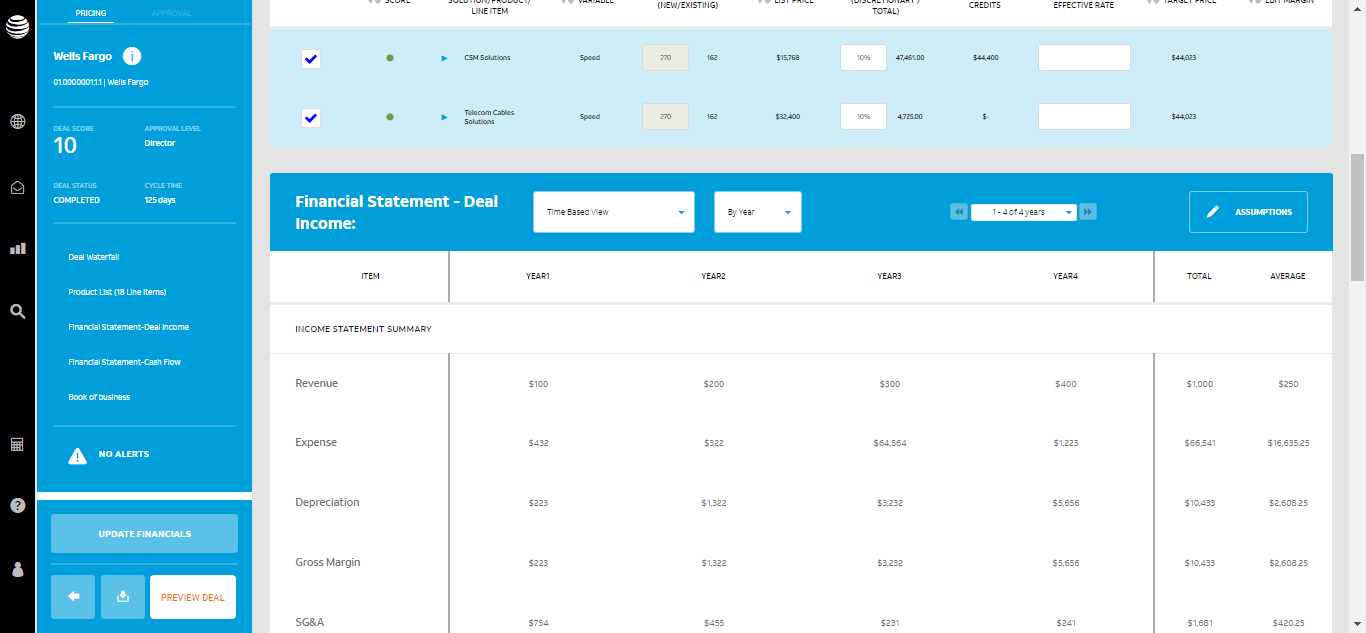 PRICING
APPROVAL
Wells Fargo
i
01.0000001.1.1 | Wells Fargo
DEAL SCORE
10
APPROVAL LEVEL
Director
DEAL STATUS
COMPLETED
CYCLE TIME
125 days
Deal Waterfall
Product List (18 Line Items)
Financial Statement-Deal Income
Financial Statement-Cash Flow
Book of business
NO ALERTS
UPDATE FINANCIALS
PREVIEW DEAL
SCORE
SOLUTION/PRODUCT/
LINE ITEM
VARIABLE
(NEW/EXISTING)
LIST PRICE
(DISCRETIONARY /
TOTAL)
CREDITS
EFFECTIVE RATE
TARGET PRICE
EBIT MARGIN
CSM Solutions Speed 270 162 $15,768 10% 47,461.00 $44,400 $44,023
Telecom Cables
Solutions
Speed 270 162 $32,400 10% 4,725.00 $- $44,023
Financial Statement - Deal
Income:
Time Based View
By Year
1 - 4 of 4 years
ASSUMPTIONS
ITEM YEAR1 YEAR2 YEAR3 YEAR4 TOTAL AVERAGE
INCOME STATEMENT SUMMARY
Revenue $100 $200 $300 $400 $1,000 $250
Expense $432 $322 $64,564 $1,223 $66,541 $16,635.25
Depreciation $223 $1,322 $3,232 $5,656 $10,433 $2,608.25
Gross Margin $223 $1,322 $3,232 $5,656 $10,433 $2,608.25
SG&A $754 $455 $231 $241 $1,681 $420.25